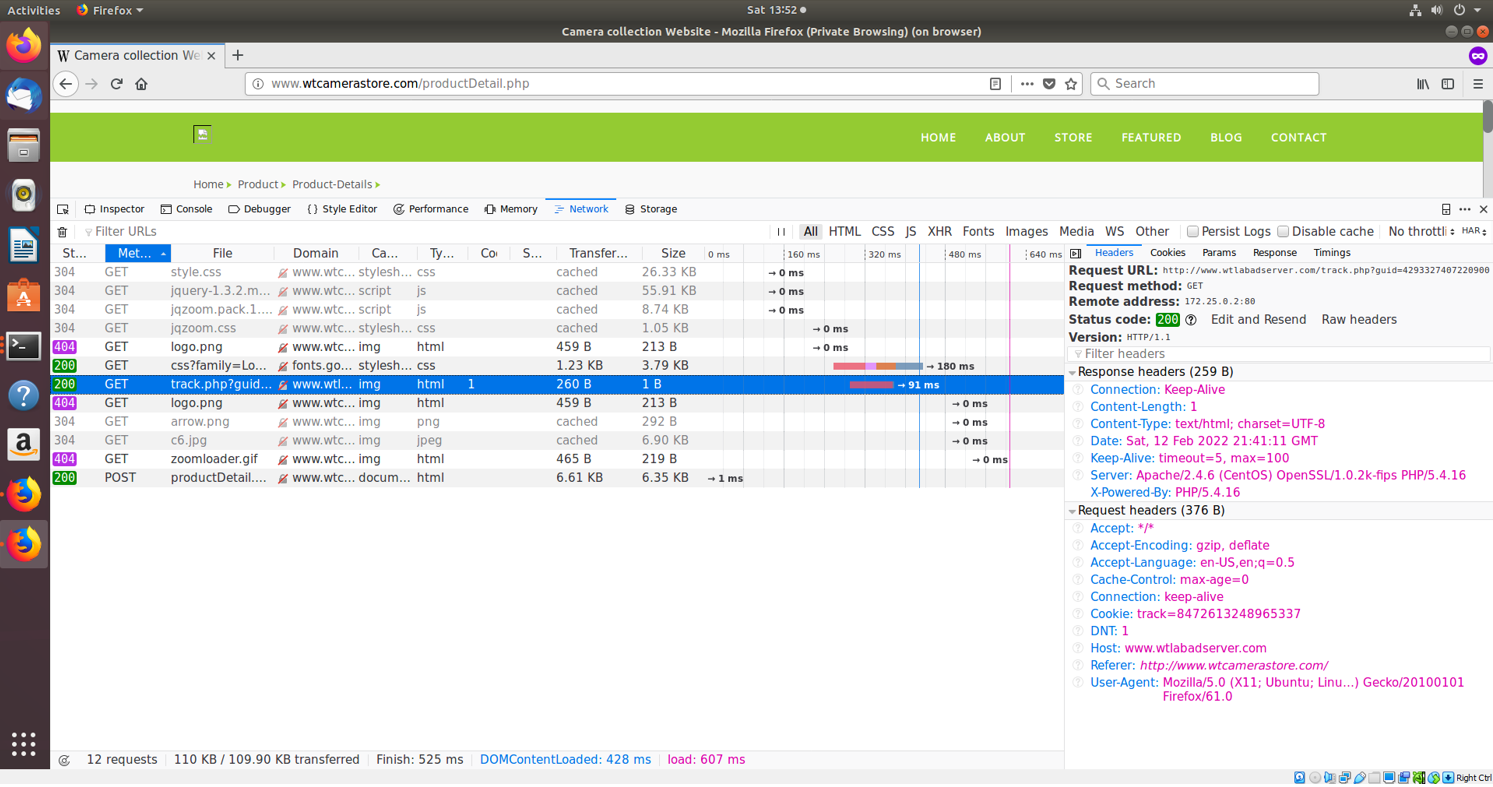 Activities Firefox Sat 13:52
Camera collection Website - Mozilla Firefox (Private Browsing) (on browser)
W Camera collection We
www.wtcamerastore.com/productDetail.php Search
HOME ABOUT STORE FEATURED BLOG CONTACT
Home Product Product-Details
Inspector Console Debugger { } Style Editor Performance Memory Network Storage
Filter URLs All HTML CSS JS XHR Fonts Images Media WS Other Persist Logs Disable cache No throttli HAR
St... Met... File Domain Ca... Ty... Coo S... Transfer... Size 0 ms 160 ms 320 ms 480 ms 640 ms
304 GET style.css www.wtc... stylesh... css cached 26.33 KB → 0 ms
304 GET jquery-1.3.2.m... www.wtc... script js cached 55.91 KB → 0 ms
304 GET jqzoom.pack.1.... www.wtc... script js cached 8.74 KB → 0 ms
304 GET jqzoom.css www.wtc... stylesh... css cached 1.05 KB → 0 ms
404 GET logo.png www.wtc... img html 459 B 213 B → 0 ms
200 GET css?family=Lo... fonts.go... stylesh... css 1.23 KB 3.79 KB → 180 ms
200 GET track.php?guid... www.wtl... img html 1 260 B 1 B → 91 ms
404 GET logo.png www.wtc... img html 459 B 213 B → 0 ms
304 GET arrow.png www.wtc... img png cached 292 B → 0 ms
304 GET c6.jpg www.wtc... img jpeg cached 6.90 KB → 0 ms
404 GET zoomloader.gif www.wtc... img html 465 B 219 B → 0 ms
200 POST productDetail.... www.wtc... docum... html 6.61 KB 6.35 KB → 1 ms
12 requests 110 KB / 109.90 KB transferred Finish: 525 ms DOMContentLoaded: 428 ms load: 607 ms
Headers Cookies Params Response Timings
Request URL: http://www.wtlabadserver.com/track.php?guid=4293327407220900
Request method: GET
Remote address: 172.25.0.2:80
Status code: 200 Edit and Resend Raw headers
Version: HTTP/1.1
Filter headers
Response headers (259 B)
Connection: Keep-Alive
Content-Length: 1
Content-Type: text/html; charset=UTF-8
Date: Sat, 12 Feb 2022 21:41:11 GMT
Keep-Alive: timeout=5, max=100
Server: Apache/2.4.6 (CentOS) OpenSSL/1.0.2k-fips PHP/5.4.16
X-Powered-By: PHP/5.4.16
Request headers (376 B)
Accept: */*
Accept-Encoding: gzip, deflate
Accept-Language: en-US,en;q=0.5
Cache-Control: max-age=0
Connection: keep-alive
Cookie: track=8472613248965337
DNT: 1
Host: www.wtlabadserver.com
Referer: http://www.wtcamerastore.com/
User-Agent: Mozilla/5.0 (X11; Ubuntu; Linu...) Gecko/20100101
Firefox/61.0
Right Ctrl